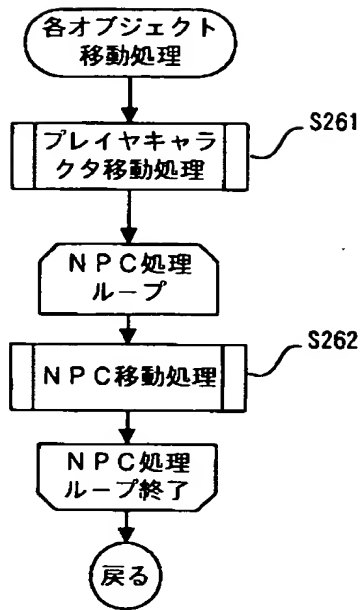 各オブジェクト
移動処理
プレイヤキャラ
クタ移動処理
S261
NPC処理
ループ
NPC移動処理
S262
NPC処理
ループ終了
戻る